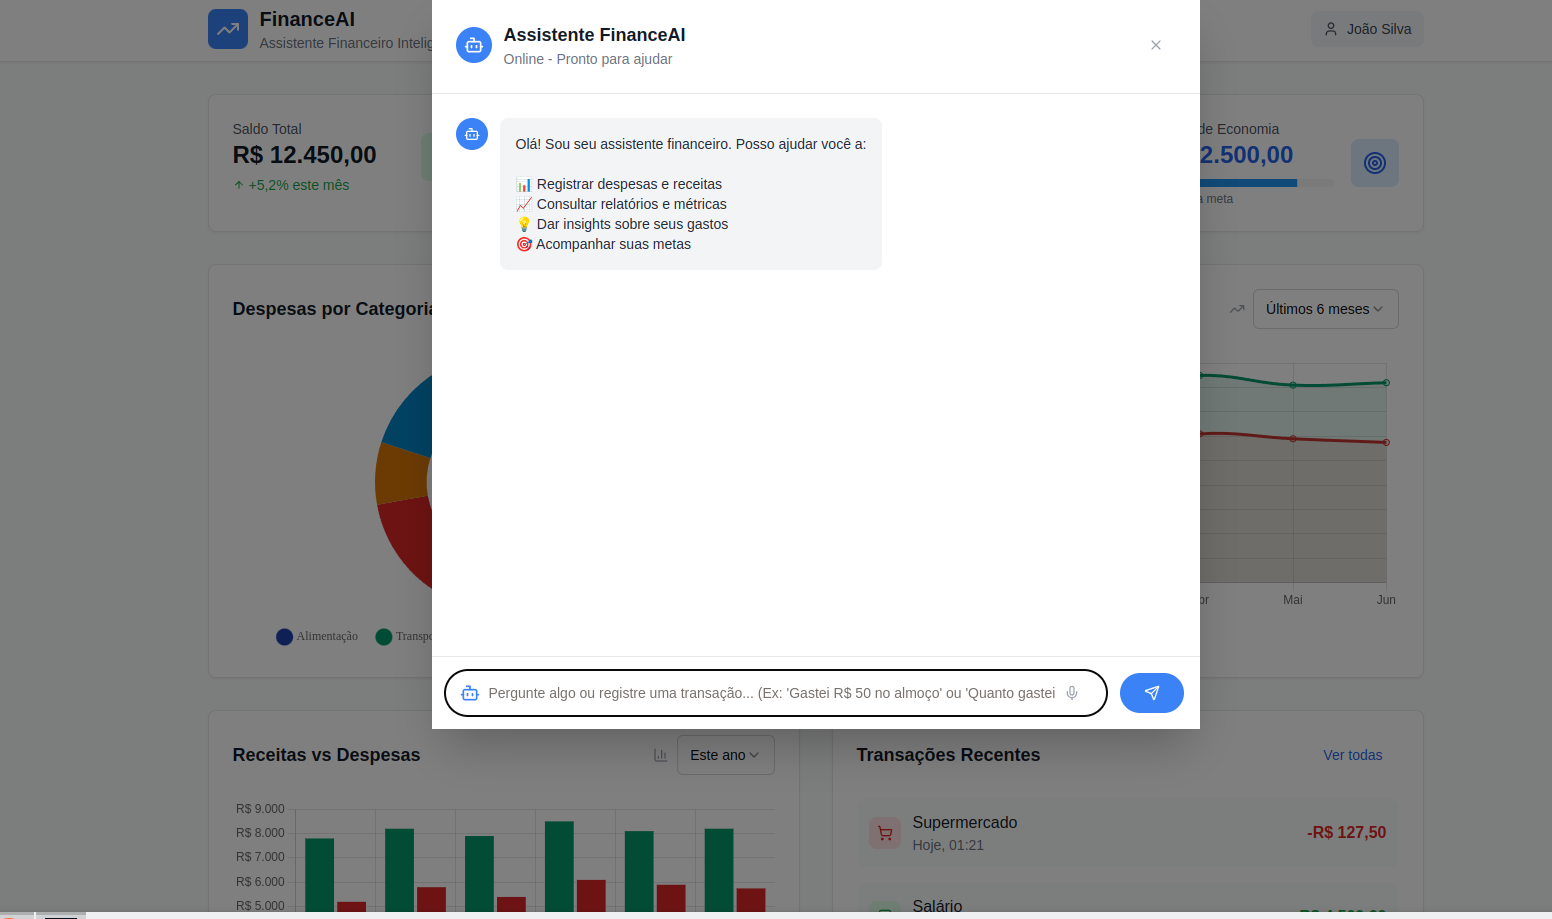 FinanceAI
Assistente Financeiro Intelig
João Silva
Assistente FinanceAI
Online - Pronto para ajudar
Saldo Total
R$ 12.450,00
+5,2% este mês
de Economia
2.500,00
meta
Olá! Sou seu assistente financeiro. Posso ajudar você a:
📊 Registrar despesas e receitas
📈 Consultar relatórios e métricas
💡 Dar insights sobre seus gastos
🎯 Acompanhar suas metas
Despesas por Categoria
Últimos 6 meses
Mai
Jun
Alimentação
Transpo
Pergunte algo ou registre uma transação... (Ex: 'Gastei R$ 50 no almoço' ou 'Quanto gastei
Receitas vs Despesas
Este ano
R$ 9.000
R$ 8.000
R$ 7.000
R$ 6.000
R$ 5.000
Transações Recentes
Ver todas
Supermercado
Hoje, 01:21
-R$ 127,50
Salário